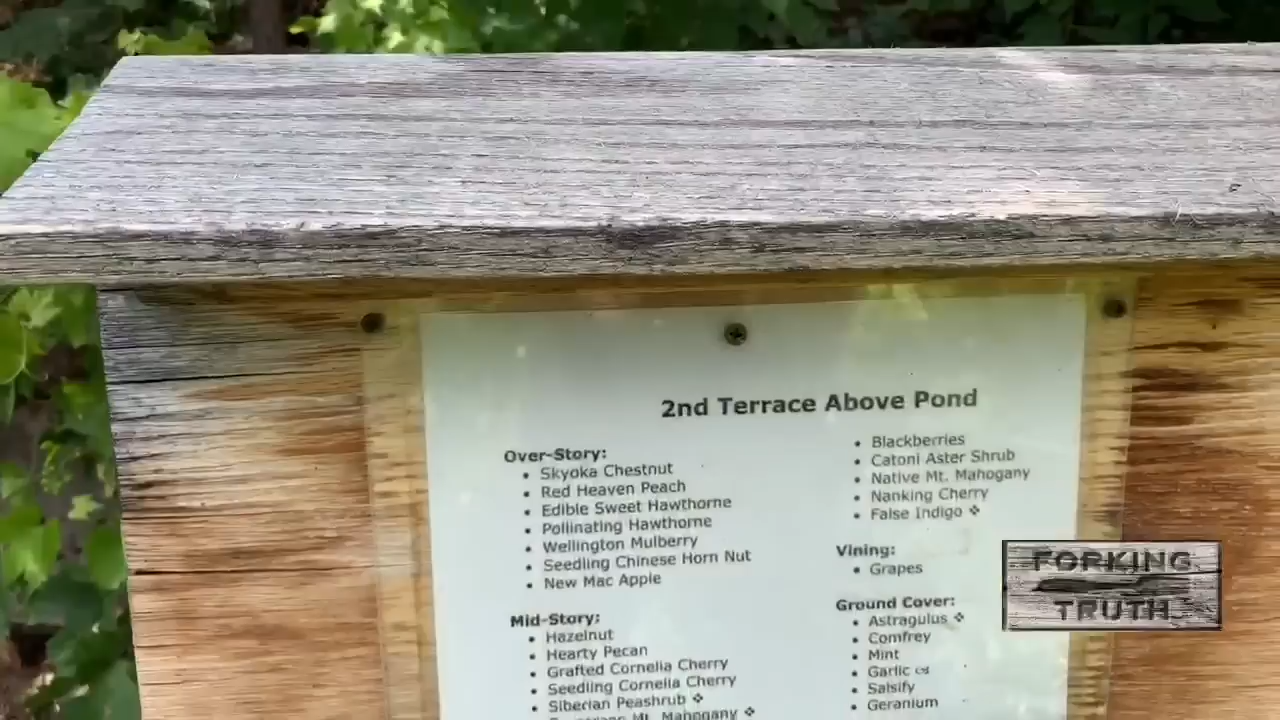 2nd Terrace Above Pond
Over-Story:
• Skyoka Chestnut
• Red Heaven Peach
• Edible Sweet Hawthorne
• Pollinating Hawthorne
• Wellington Mulberry
• Seedling Chinese Horn Nut
• New Mac Apple
Mid-Story:
• Hazelnut
• Hearty Pecan
• Grafted Cornelia Cherry
• Seedling Cornelia Cherry
• Siberian Peashrub ❖
Mt. Mahogany ❖
• Blackberries
• Catoni Aster Shrub
• Native Mt. Mahogany
• Nanking Cherry
• False Indigo ❖
Vining:
• Grapes
Ground Cover:
• Astragulus ❖
• Comfrey
• Mint
• Garlic
• Salsify
• Geranium
FORKING
TRUTH